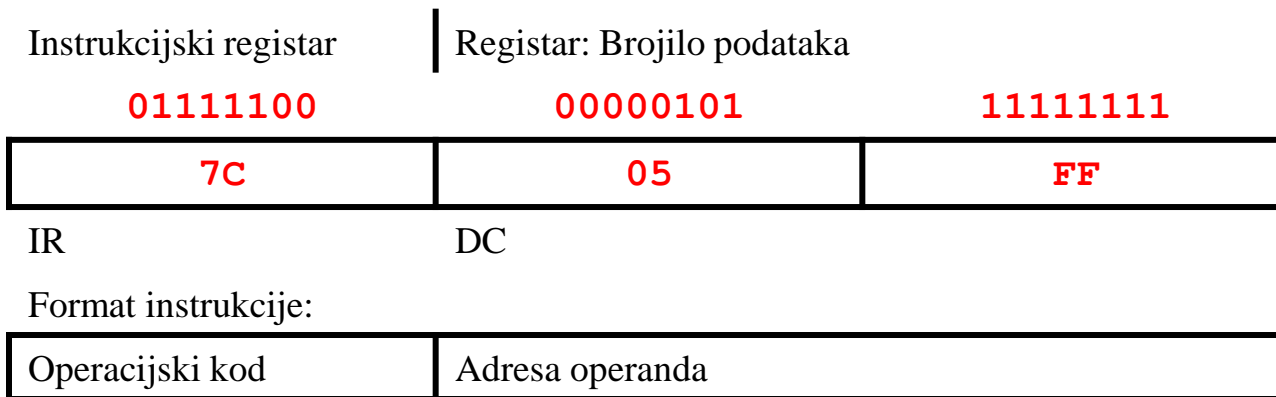 Instrukcijski registar Registar: Brojilo podataka
01111100 00000101 11111111
7C 05 FF
IR DC
Format instrukcije:
Operacijski kod Adresa operanda